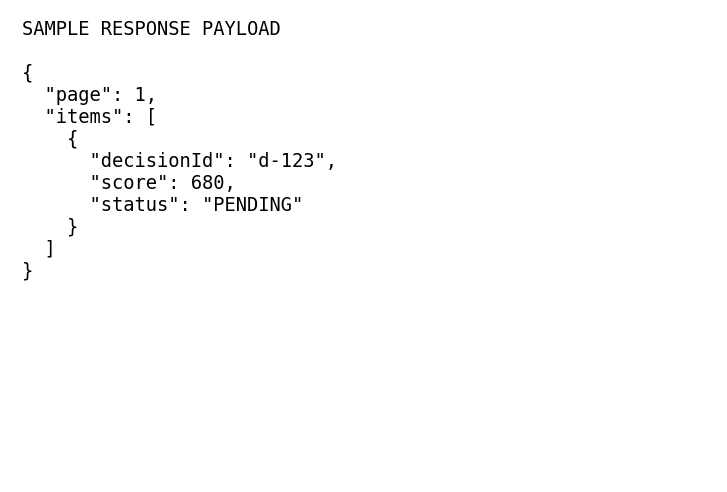 SAMPLE RESPONSE PAYLOAD

{
  "page": 1,
  "items": [
    {
      "decisionId": "d-123",
      "score": 680,
      "status": "PENDING"
    }
  ]
}